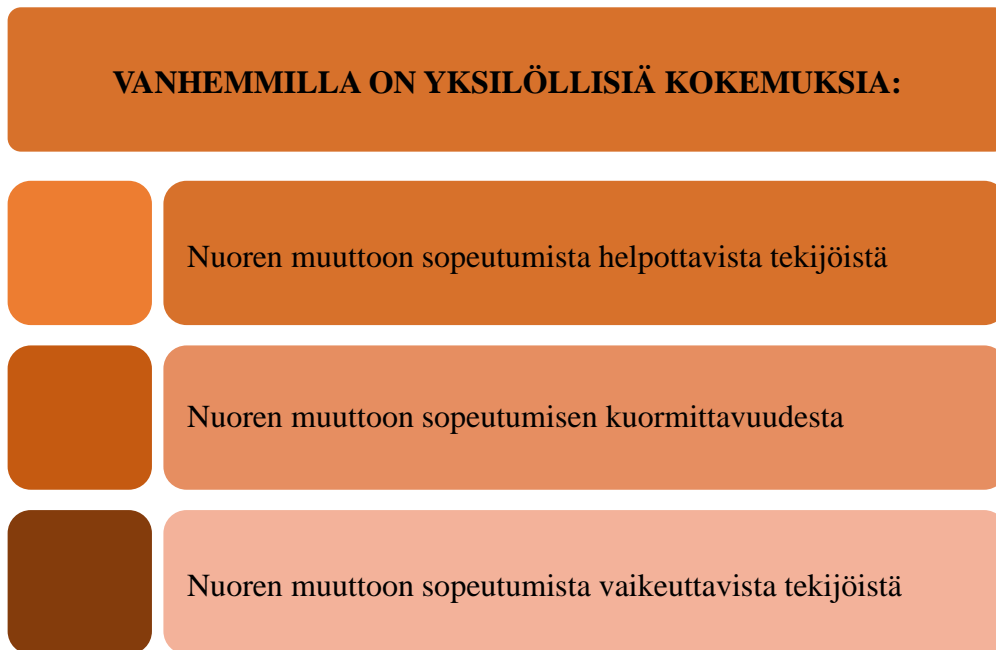 VANHEMMILLA ON YKSILÖLLISIÄ KOKEMUKSIA:
Nuoren muuttoon sopeutumista helpottavista tekijöistä
Nuoren muuttoon sopeutumisen kuormittavuudesta
Nuoren muuttoon sopeutumista vaikeuttavista tekijöistä